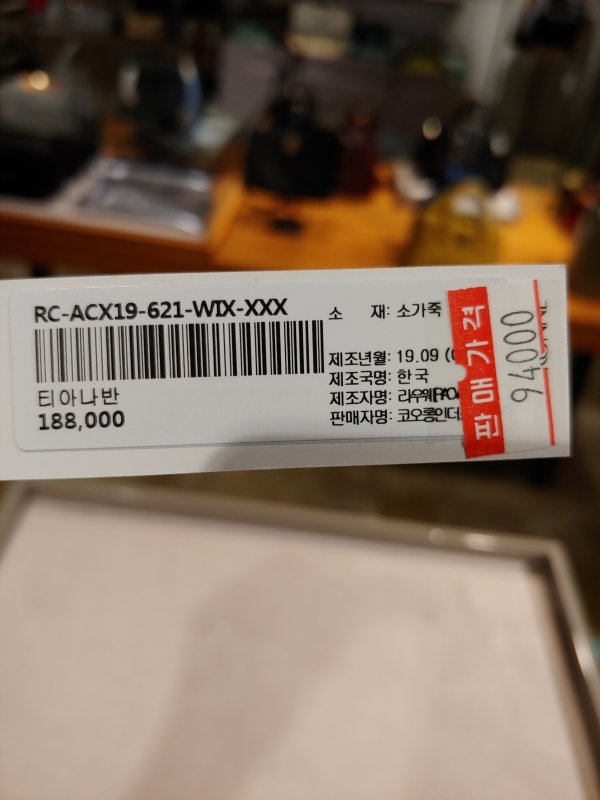 RC-ACX19-621-WIX-XXX
티아나반
188,000
소 재: 소가죽
제조년월: 19.09
제조국명: 한국
제조자명: 라우웨
판매자명: 코오롱인더
판매가격
94000